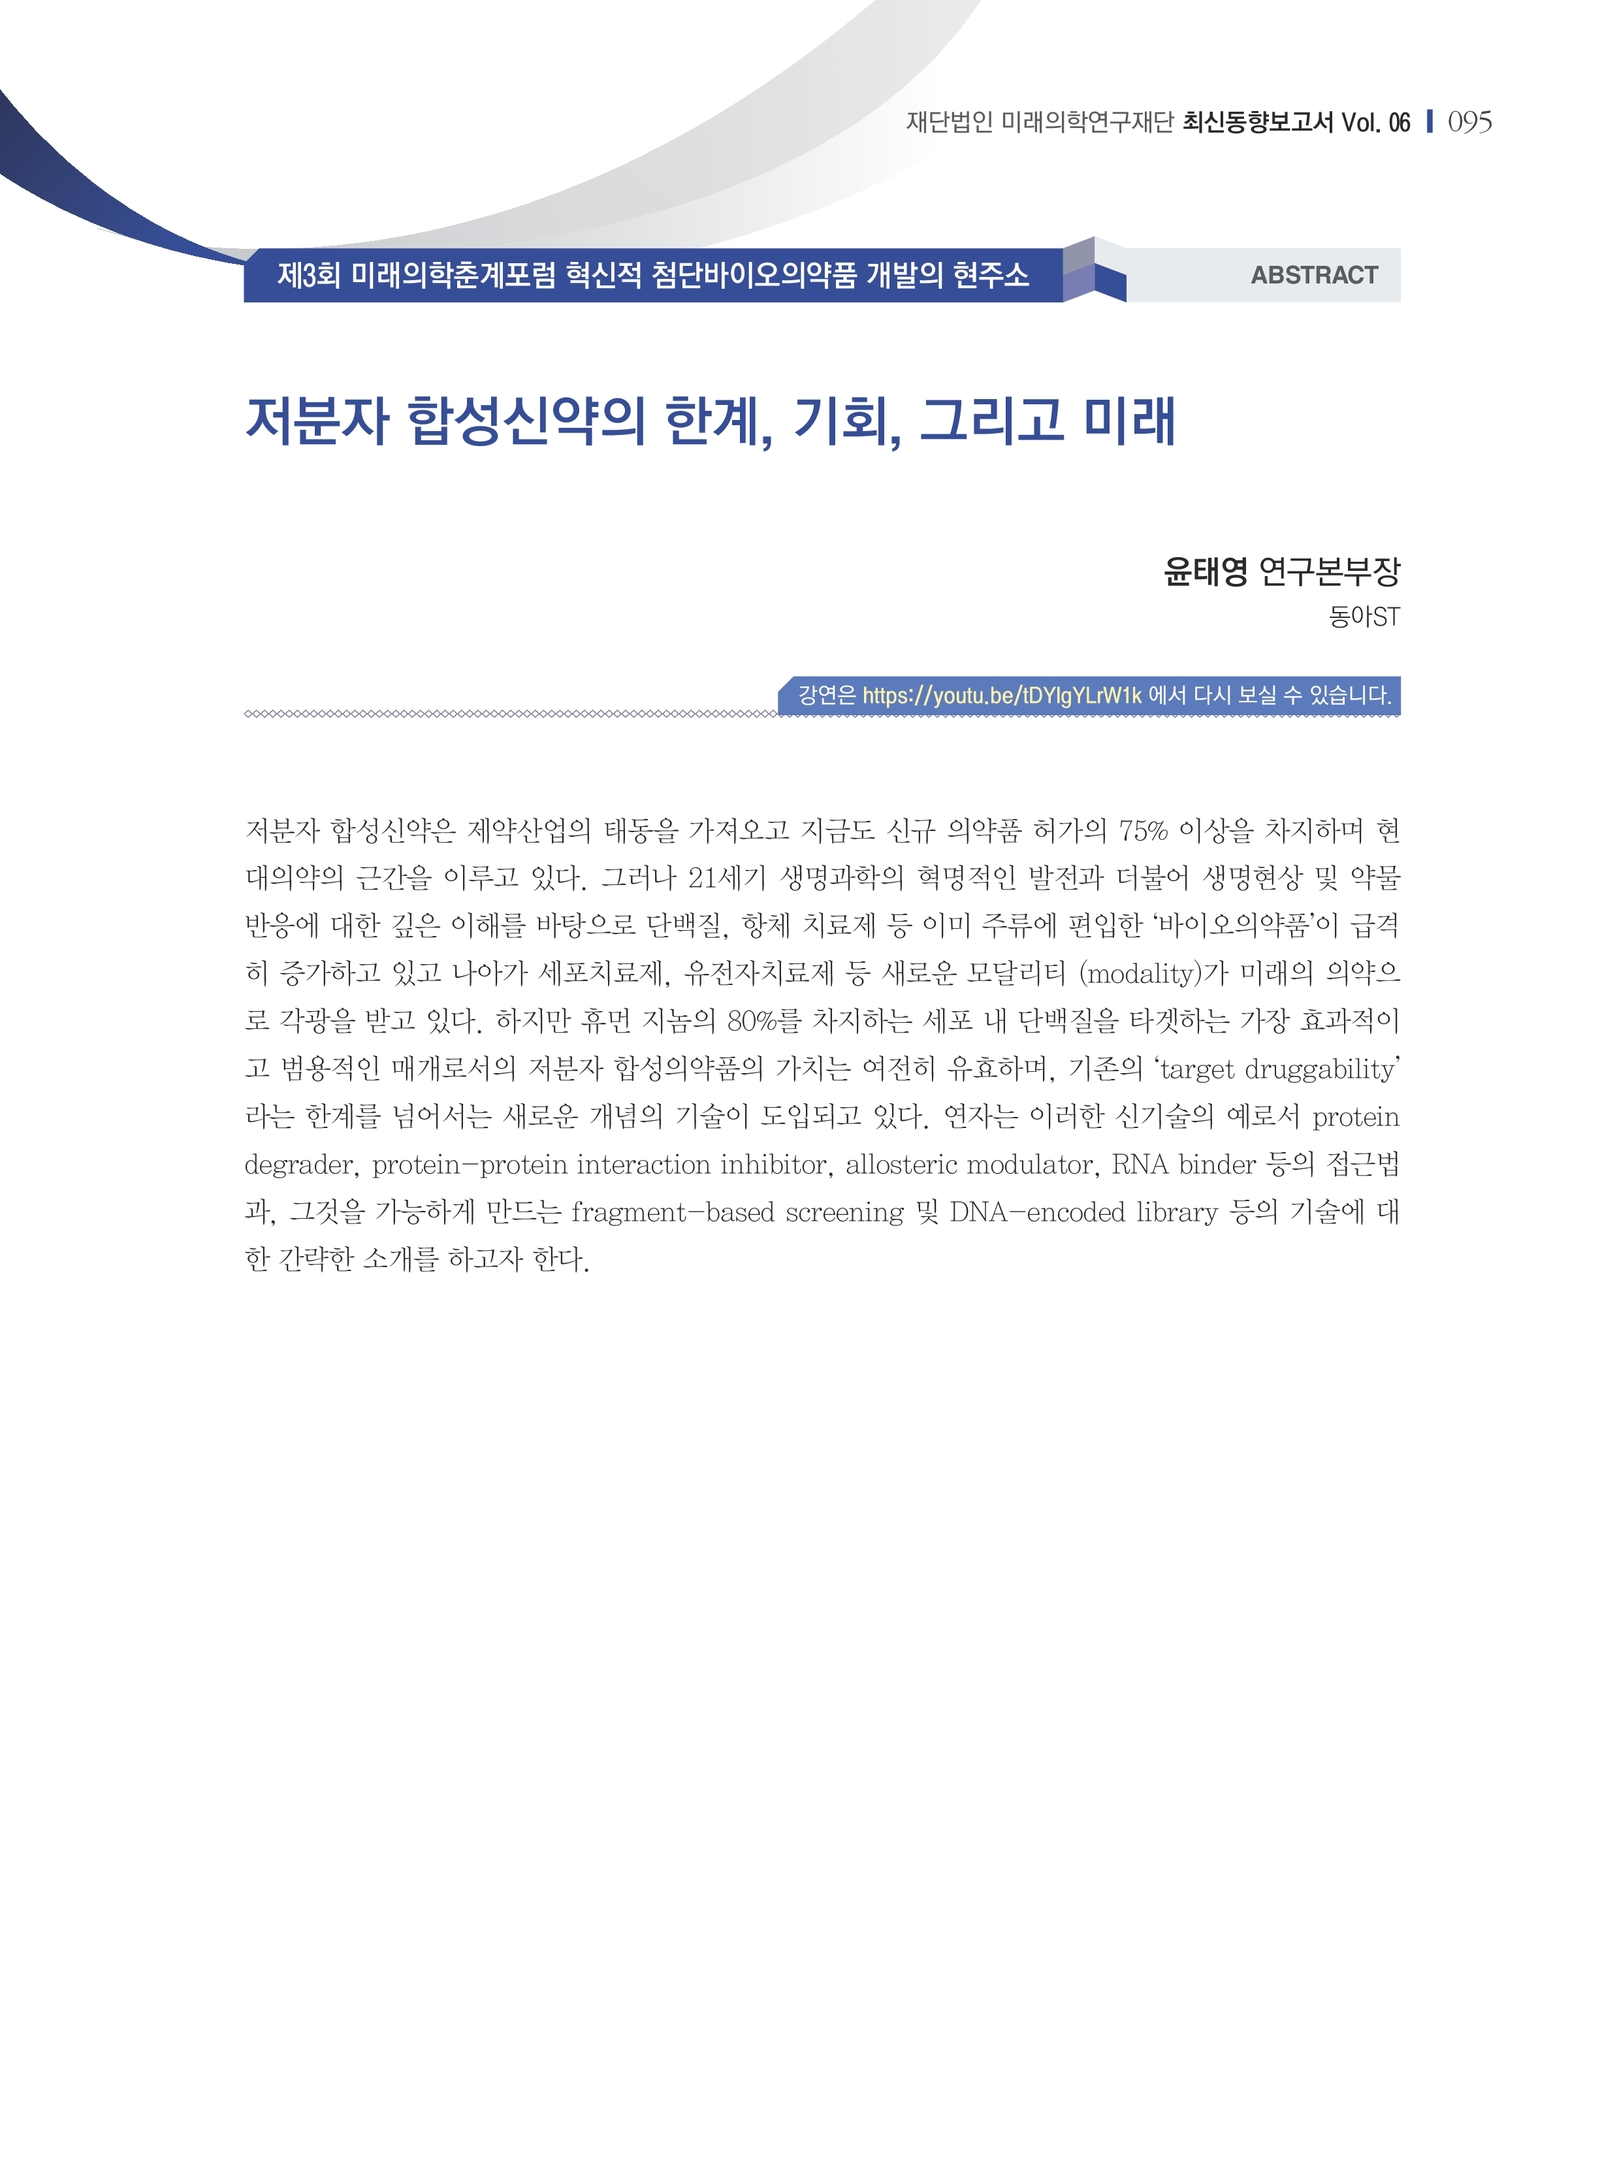 재단법인 미래의학연구재단 최신동향보고서 Vol. 06 095
제3회 미래의학춘계포럼 혁신적 첨단바이오의약품 개발의 현주소 ABSTRACT
저분자 합성신약의 한계, 기회, 그리고 미래
윤태영 연구본부장
동아ST
강연은 https://youtu.be/tDYIgYLrW1k 에서 다시 보실 수 있습니다.
저분자 합성신약은 제약산업의 태동을 가져오고 지금도 신규 의약품 허가의 75% 이상을 차지하며 현
대의약의 근간을 이루고 있다. 그러나 21세기 생명과학의 혁명적인 발전과 더불어 생명현상 및 약물
반응에 대한 깊은 이해를 바탕으로 단백질, 항체 치료제 등 이미 주류에 편입한 ‘바이오의약품’이 급격
히 증가하고 있고 나아가 세포치료제, 유전자치료제 등 새로운 모달리티 (modality)가 미래의 의약으
로 각광을 받고 있다. 하지만 휴먼 지놈의 80%를 차지하는 세포 내 단백질을 타겟하는 가장 효과적이
고 범용적인 매개로서의 저분자 합성의약품의 가치는 여전히 유효하며, 기존의 ‘target druggability’
라는 한계를 넘어서는 새로운 개념의 기술이 도입되고 있다. 연자는 이러한 신기술의 예로서 protein
degrader, protein-protein interaction inhibitor, allosteric modulator, RNA binder 등의 접근법
과, 그것을 가능하게 만드는 fragment-based screening 및 DNA-encoded library 등의 기술에 대
한 간략한 소개를 하고자 한다.